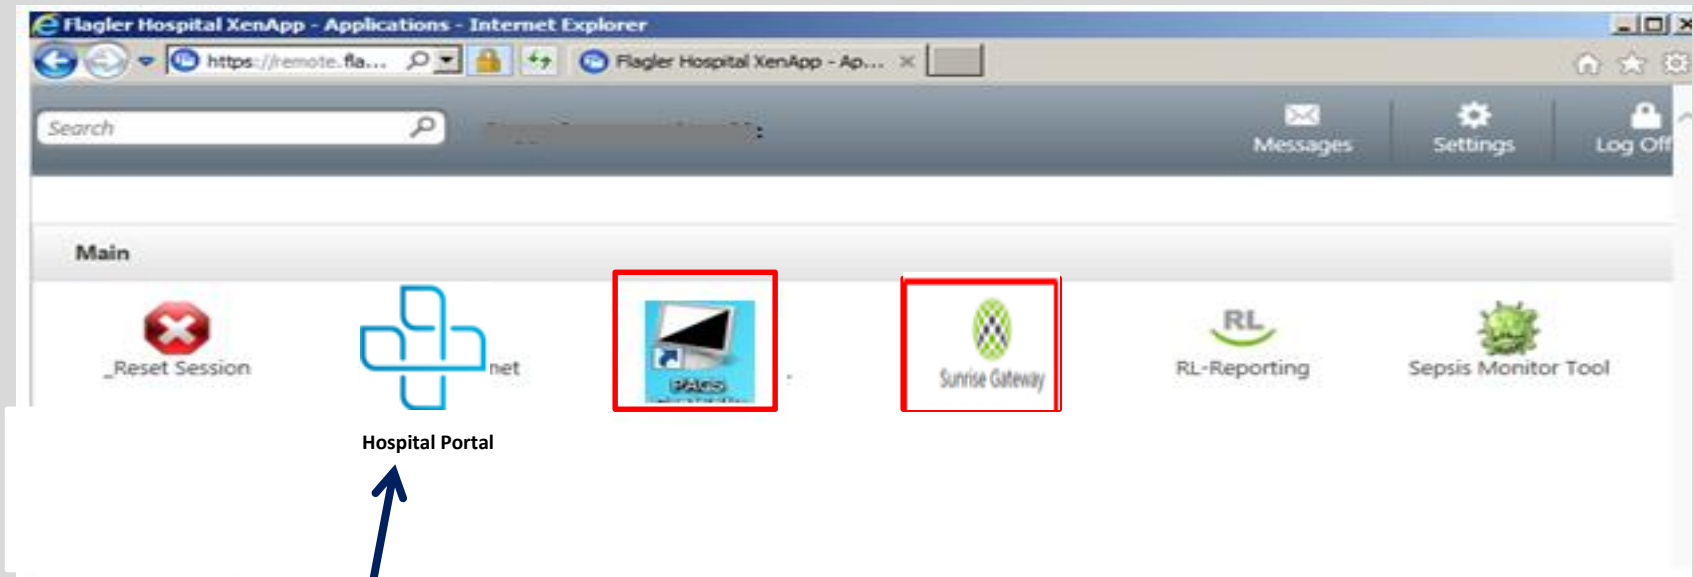 Flagler Hospital XenApp - Applications - Internet Explorer
https://remote.fla...
Flagler Hospital XenApp - Ap...
Search
Messages
Settings
Log Off
Main
_Reset Session
net
PACS
Sunrise Gateway
RL
RL-Reporting
Sepsis Monitor Tool
Hospital Portal